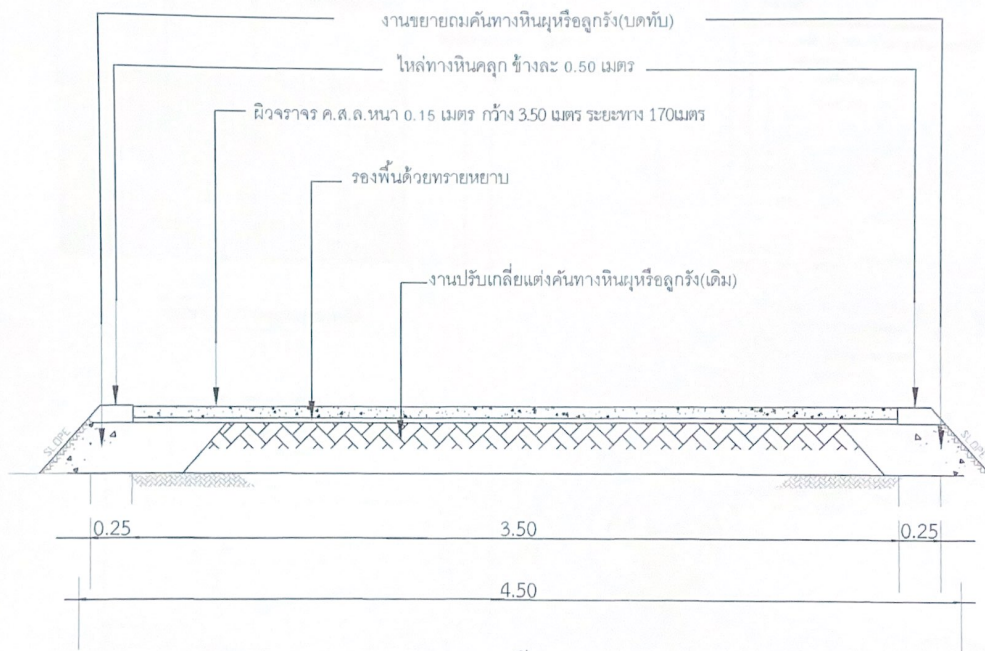 งานขยายถมคันทางหินผุหรือลูกรัง(บดทับ)
ไหล่ทางหินคลุก ข้างละ 0.50 เมตร
ผิวจราจร ค.ส.ล.หนา 0.15 เมตร กว้าง 3.50 เมตร ระยะทาง 170เมตร
รองพื้นด้วยทรายหยาบ
งานปรับเกลี่ยแต่งคันทางหินผุหรือลูกรัง(เดิม)
SLOPE SLOPE
0.25 3.50 0.25
4.50